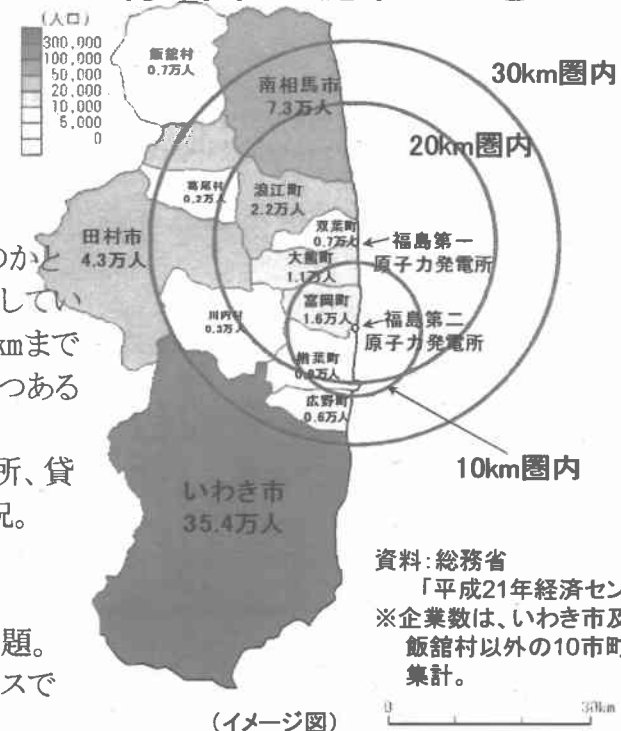 (人口)
300,000
100,000
50,000
20,000
10,000
5,000
0
飯舘村
0.7万人
南相馬市
7.3万人
30km圏内
20km圏内
葛尾村
0.2万人
浪江町
2.2万人
双葉町
0.7万人
福島第一
原子力発電所
田村市
4.3万人
大熊町
1.1万人
富岡町
1.6万人
福島第二
原子力発電所
川内村
0.3万人
楢葉町
0.8万人
広野町
0.6万人
10km圏内
いわき市
35.4万人
のかと
してい
kmまで
つある
所、貸
況。
題。
スで
資料:総務省
「平成21年経済セン
※企業数は、いわき市及
飯舘村以外の10市町
集計。
(イメージ図)
0 30km